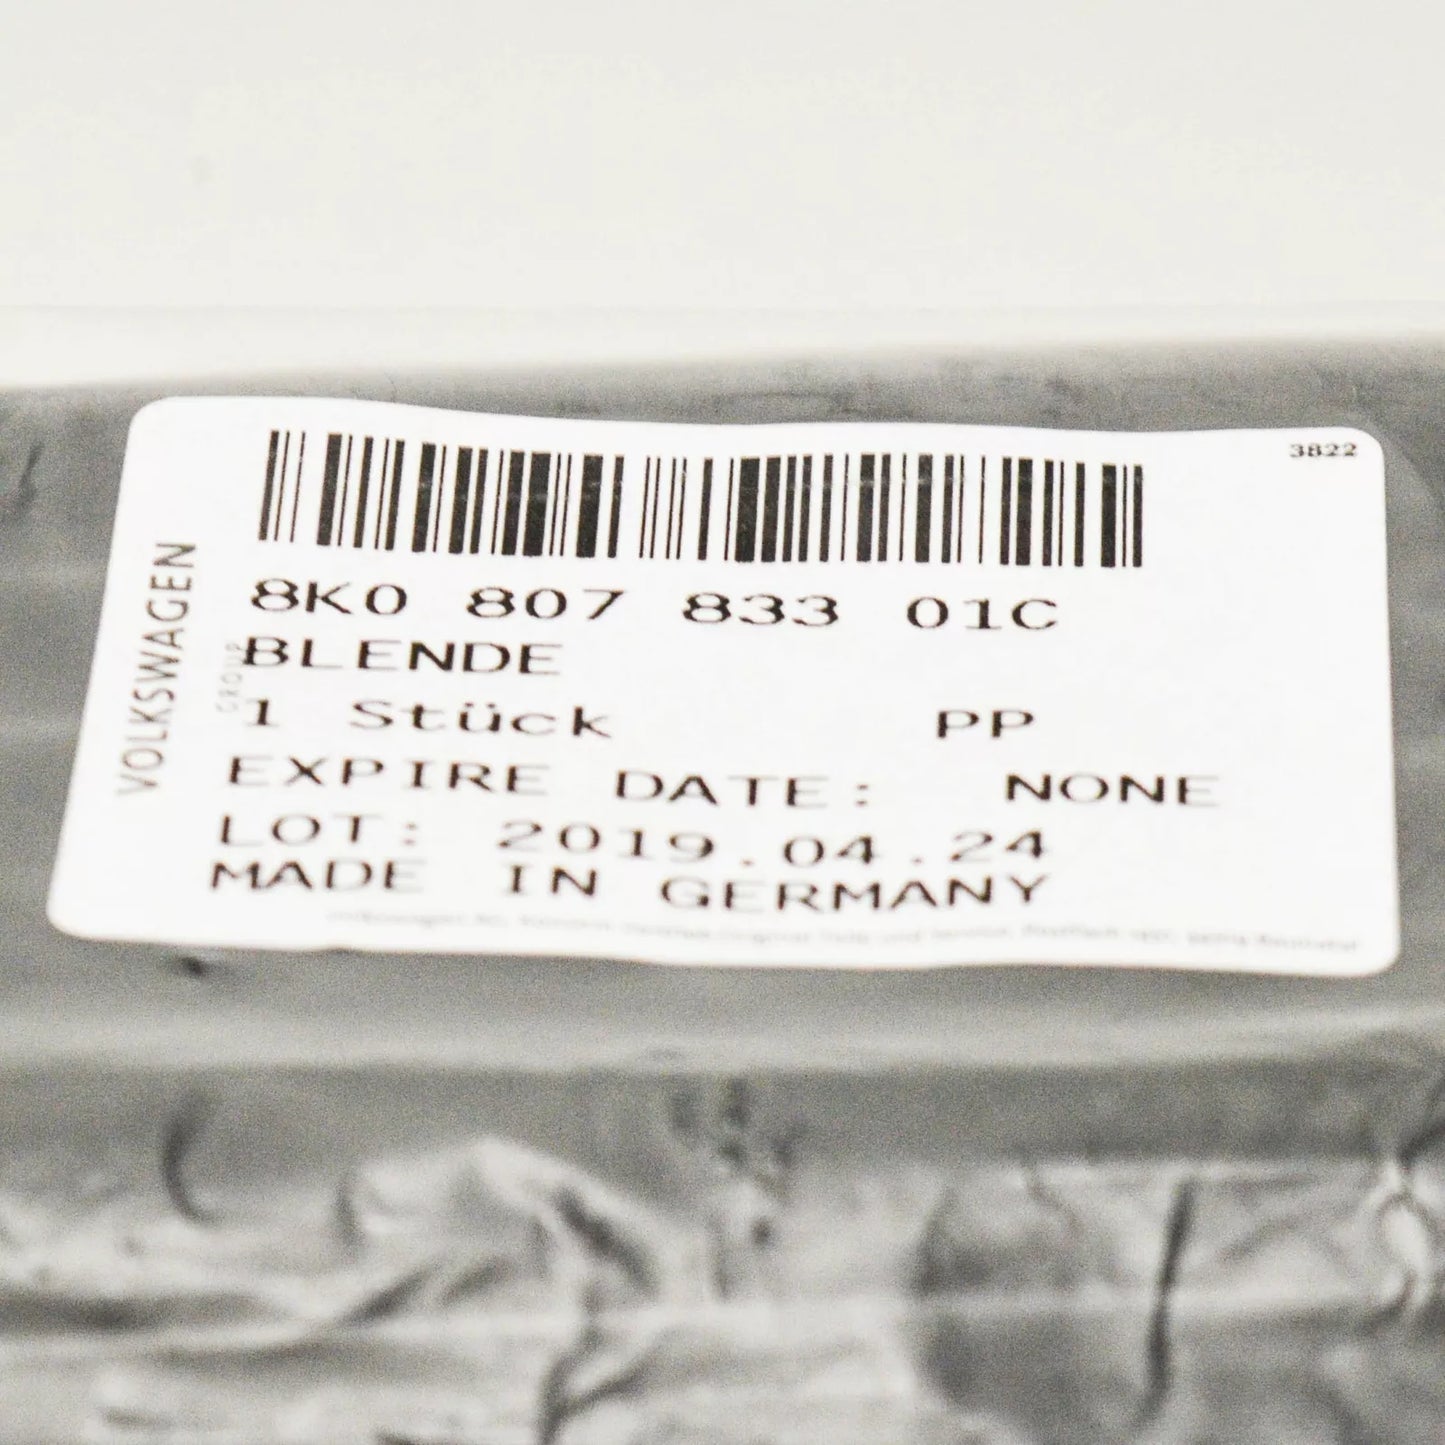 3822
8K0 807 833 01C
BLENDE
1 Stück PP
EXPIRE DATE: NONE
LOT: 2019.04.24
MADE IN GERMANY
VOLKSWAGEN
GROUP